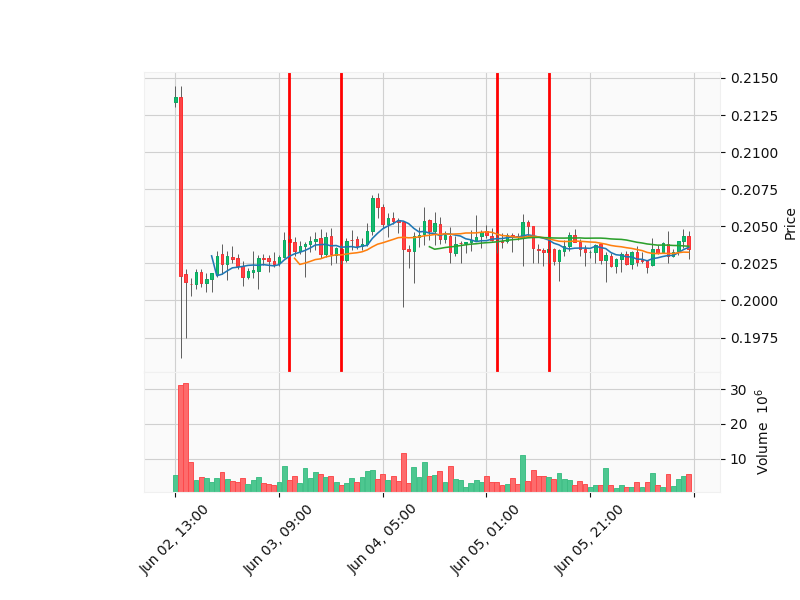 0.2150
0.2125
0.2100
0.2075
0.2050
0.2025
0.2000
0.1975
Price
30
20
10
Volume 10⁶
Jun 02, 13:00
Jun 03, 09:00
Jun 04, 05:00
Jun 05, 01:00
Jun 05, 21:00